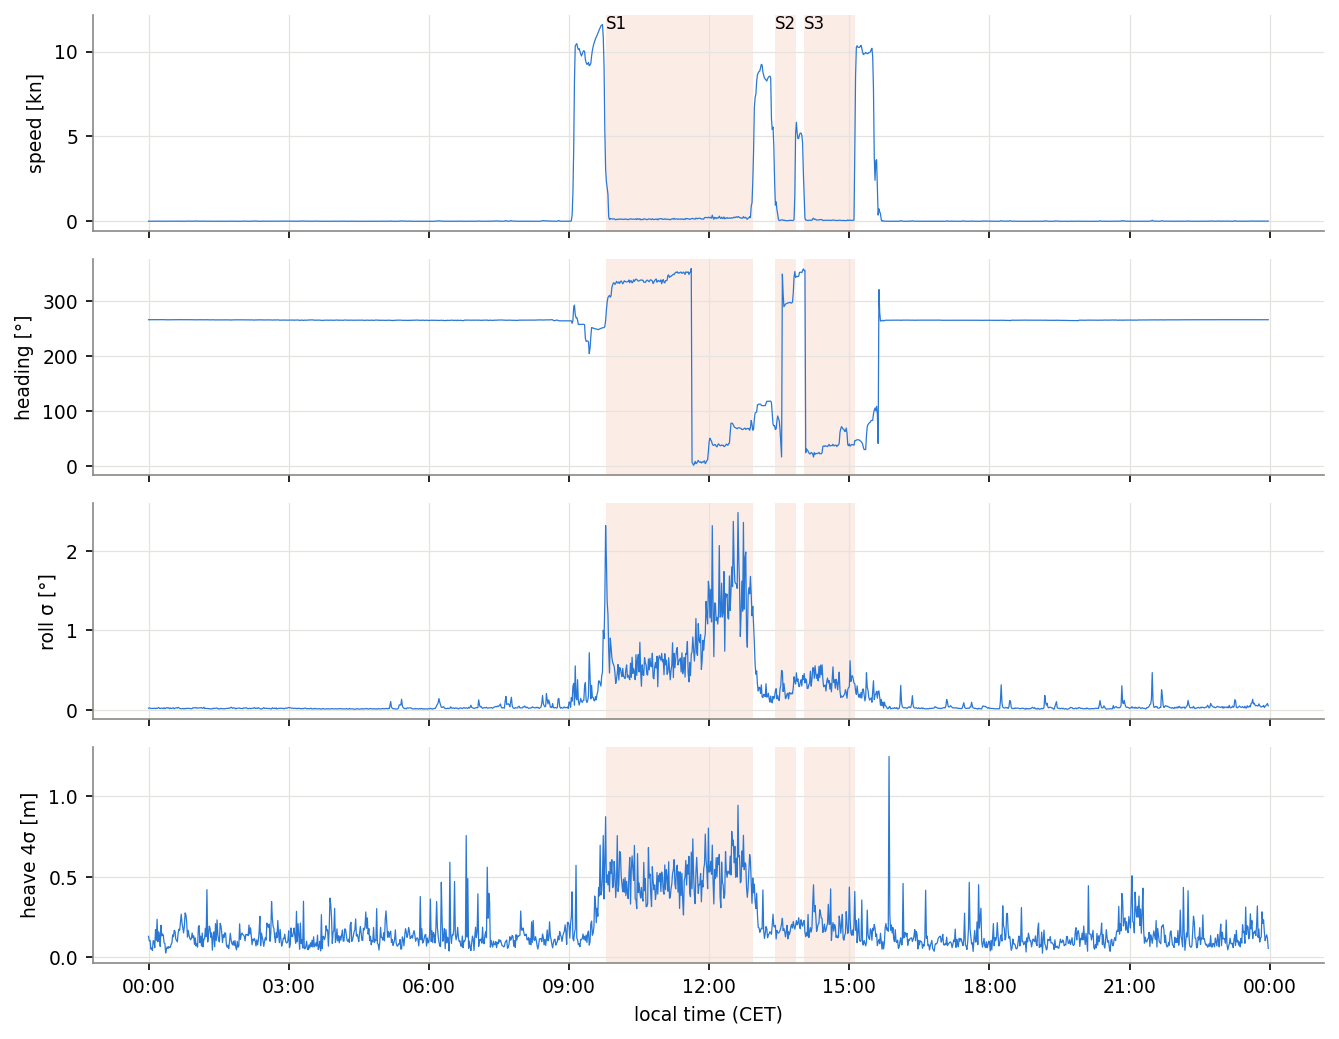 S1 S2 S3
10
5
0
speed [kn]
300
200
100
0
heading [°]
2
1
0
roll σ [°]
1.0
0.5
0.0
heave 4σ [m]
00:00 03:00 06:00 09:00 12:00 15:00 18:00 21:00 00:00
local time (CET)